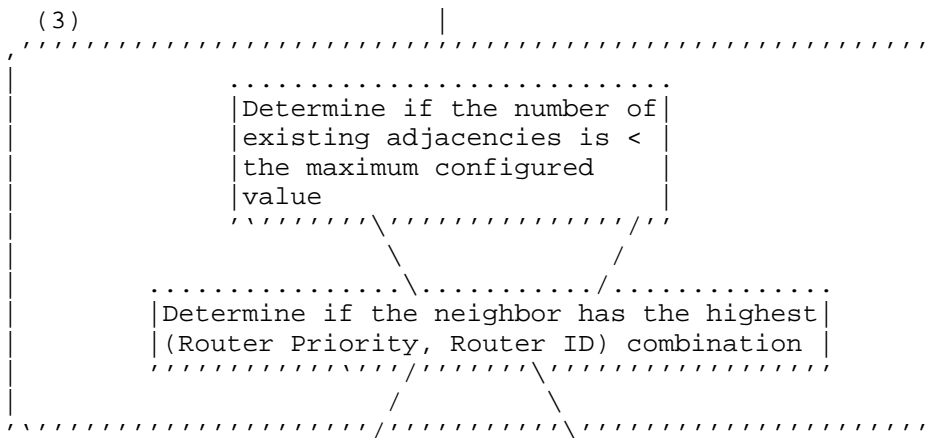 (3)
Determine if the number of
existing adjacencies is <
the maximum configured
value
Determine if the neighbor has the highest
(Router Priority, Router ID) combination